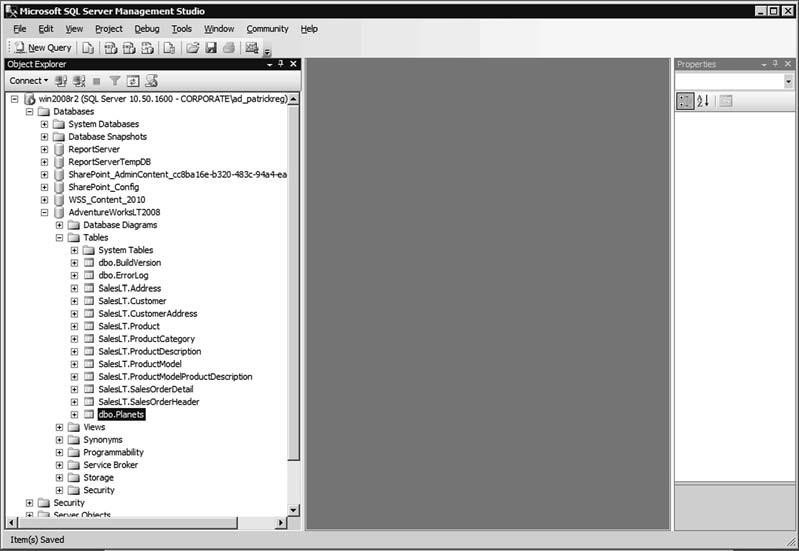 Microsoft SQL Server Management Studio
File Edit View Project Debug Tools Window Community Help
New Query
Object Explorer
Connect
win2008r2 (SQL Server 10.50.1600 - CORPORATE\ad_patrickreg)
Databases
System Databases
Database Snapshots
ReportServer
ReportServerTempDB
SharePoint_AdminContent_cc8ba16e-b320-483c-94a4-ea
SharePoint_Config
WSS_Content_2010
AdventureWorksLT2008
Database Diagrams
Tables
System Tables
dbo.BuildVersion
dbo.ErrorLog
SalesLT.Address
SalesLT.Customer
SalesLT.CustomerAddress
SalesLT.Product
SalesLT.ProductCategory
SalesLT.ProductDescription
SalesLT.ProductModel
SalesLT.ProductModelProductDescription
SalesLT.SalesOrderDetail
SalesLT.SalesOrderHeader
dbo.Planets
Views
Synonyms
Programmability
Service Broker
Storage
Security
Security
Server Objects
Properties
Item(s) Saved